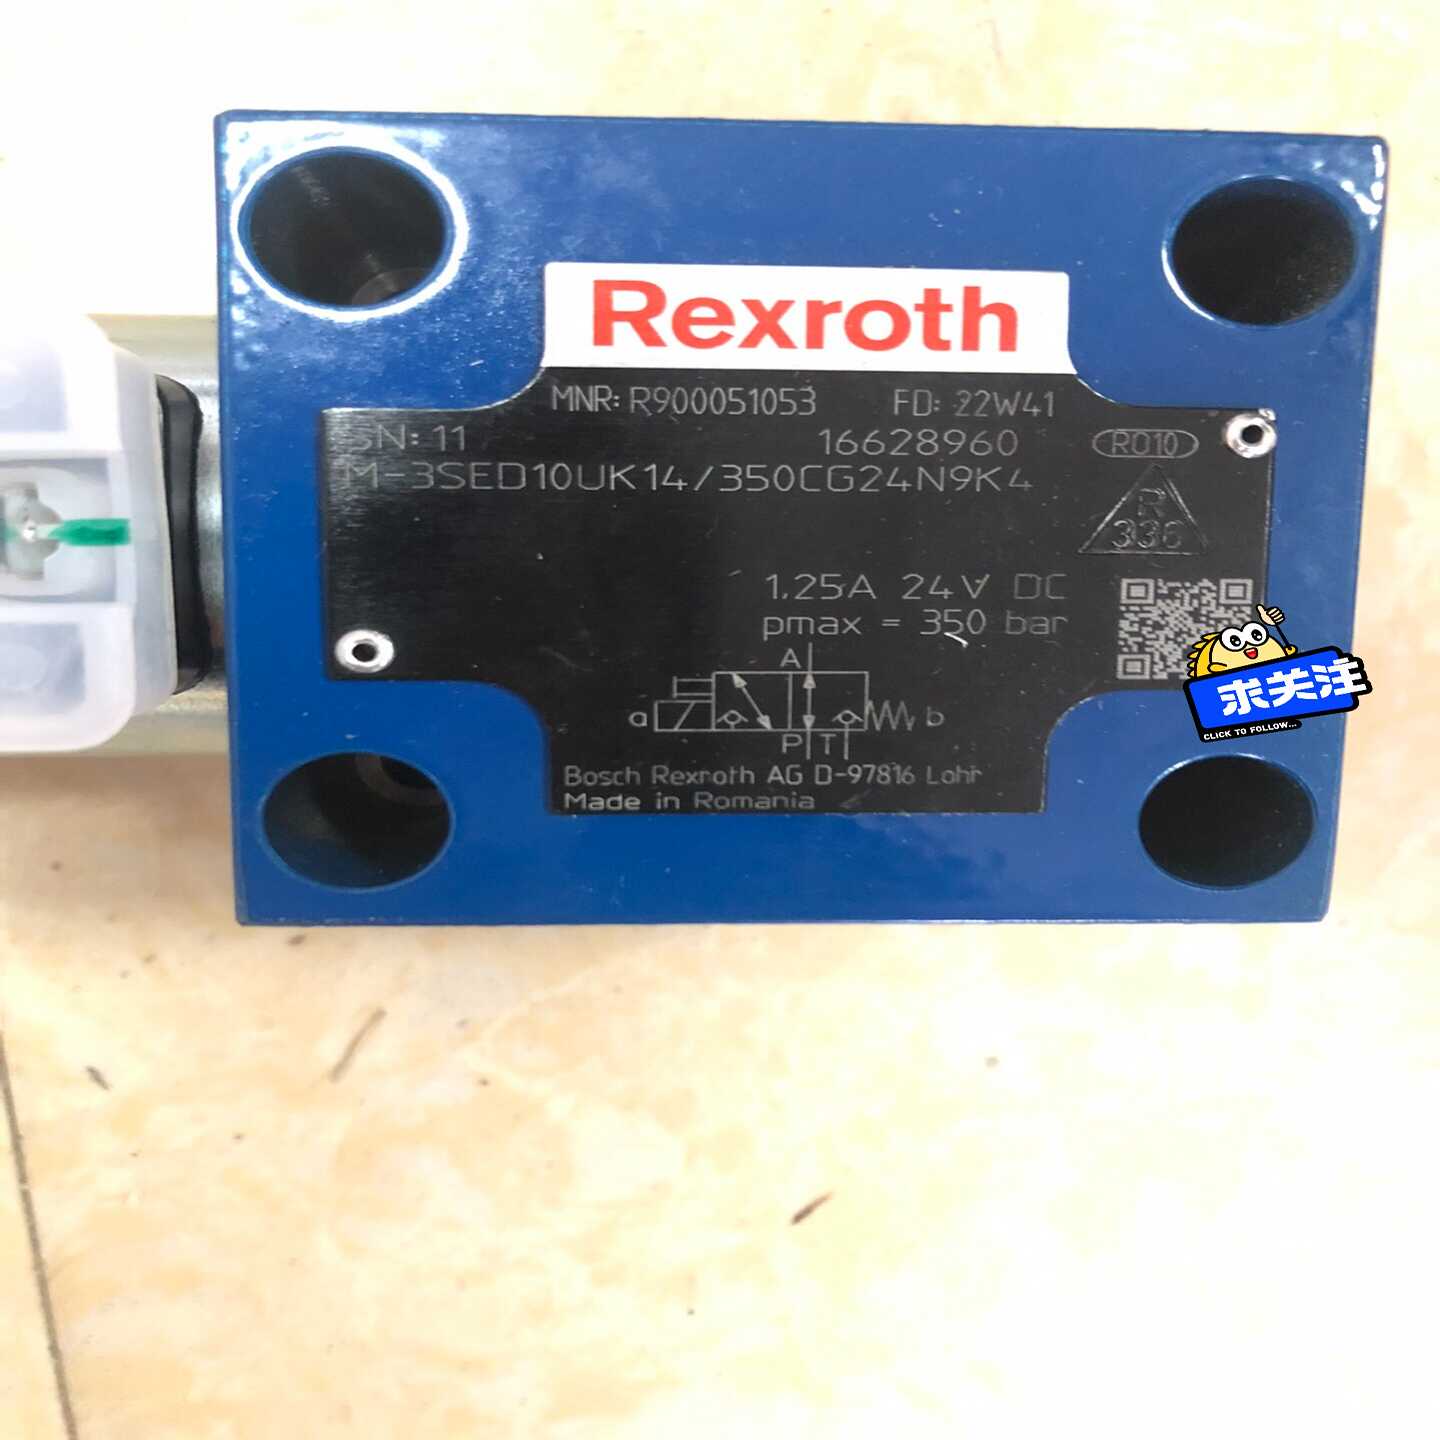 Rexroth
MNR: R900051053 FD: 22W41
SN: 11 16628960 RO10
M-3SED10UK14/350CG24N9K4
R
336
1.25A 24V DC
pmax = 350 bar
A
a b
P T
Bosch Rexroth AG D-97816 Lohr
Made in Romania
求关注
CLICK TO FOLLOW...